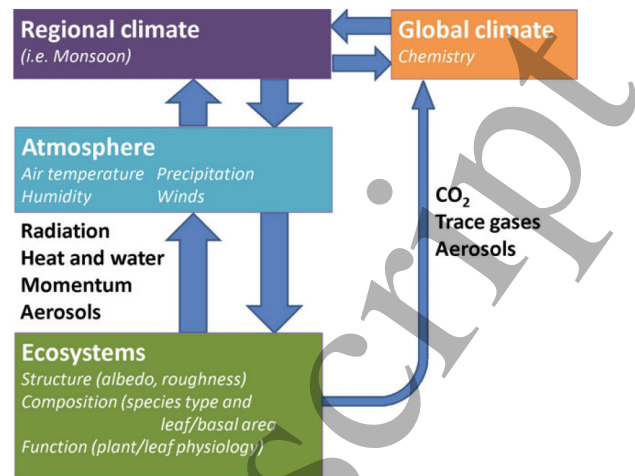 Regional climate
(i.e. Monsoon)
Global climate
Chemistry
Atmosphere
Air temperature Precipitation
Humidity Winds
Radiation
Heat and water
Momentum
Aerosols
CO₂
Trace gases
Aerosols
Ecosystems
Structure (albedo, roughness)
Composition (species type and
leaf/basal area
Function (plant/leaf physiology)
script